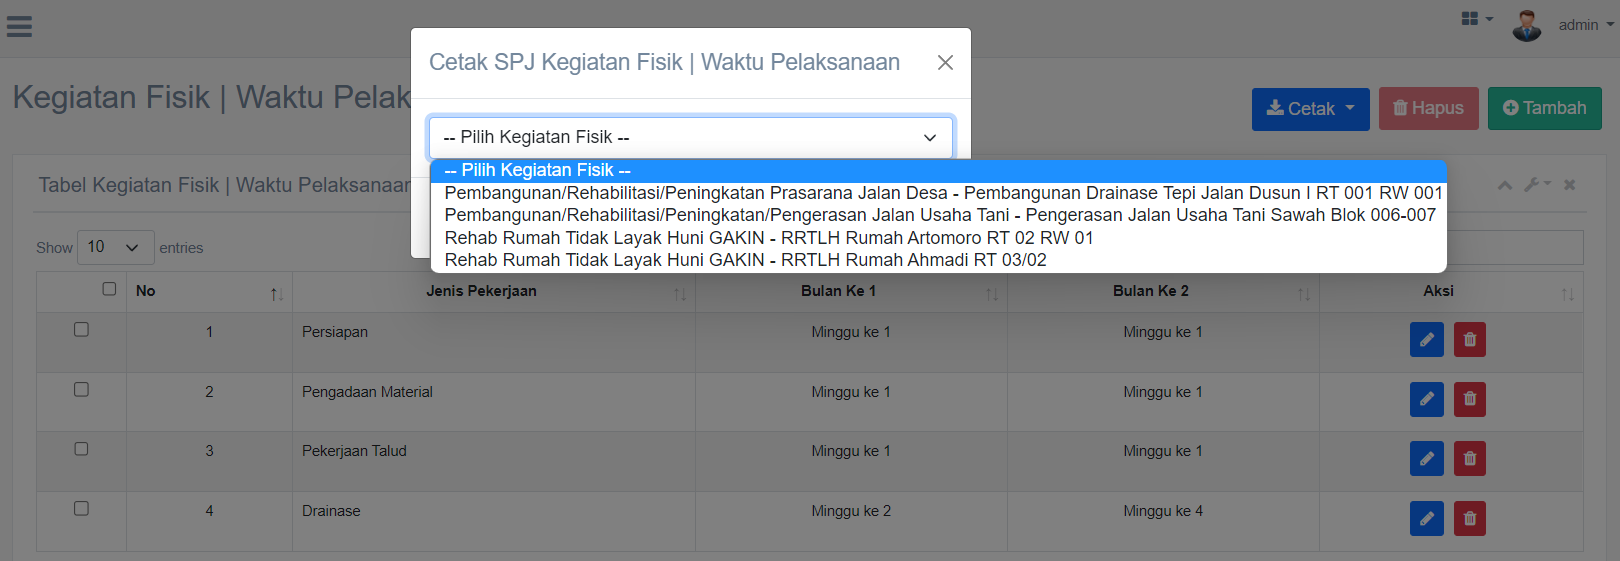 admin
Cetak SPJ Kegiatan Fisik | Waktu Pelaksanaan
Kegiatan Fisik | Waktu Pelak
Cetak
Hapus
Tambah
-- Pilih Kegiatan Fisik --
-- Pilih Kegiatan Fisik --
Pembangunan/Rehabilitasi/Peningkatan Prasarana Jalan Desa - Pembangunan Drainase Tepi Jalan Dusun I RT 001 RW 001
Pembangunan/Rehabilitasi/Peningkatan/Pengerasan Jalan Usaha Tani - Pengerasan Jalan Usaha Tani Sawah Blok 006-007
Rehab Rumah Tidak Layak Huni GAKIN - RRTLH Rumah Artomoro RT 02 RW 01
Rehab Rumah Tidak Layak Huni GAKIN - RRTLH Rumah Ahmadi RT 03/02
Tabel Kegiatan Fisik | Waktu Pelaksanaan
Show 10 entries
No Jenis Pekerjaan Bulan Ke 1 Bulan Ke 2 Aksi
1 Persiapan Minggu ke 1 Minggu ke 1
2 Pengadaan Material Minggu ke 1 Minggu ke 1
3 Pekerjaan Talud Minggu ke 1 Minggu ke 1
4 Drainase Minggu ke 2 Minggu ke 4